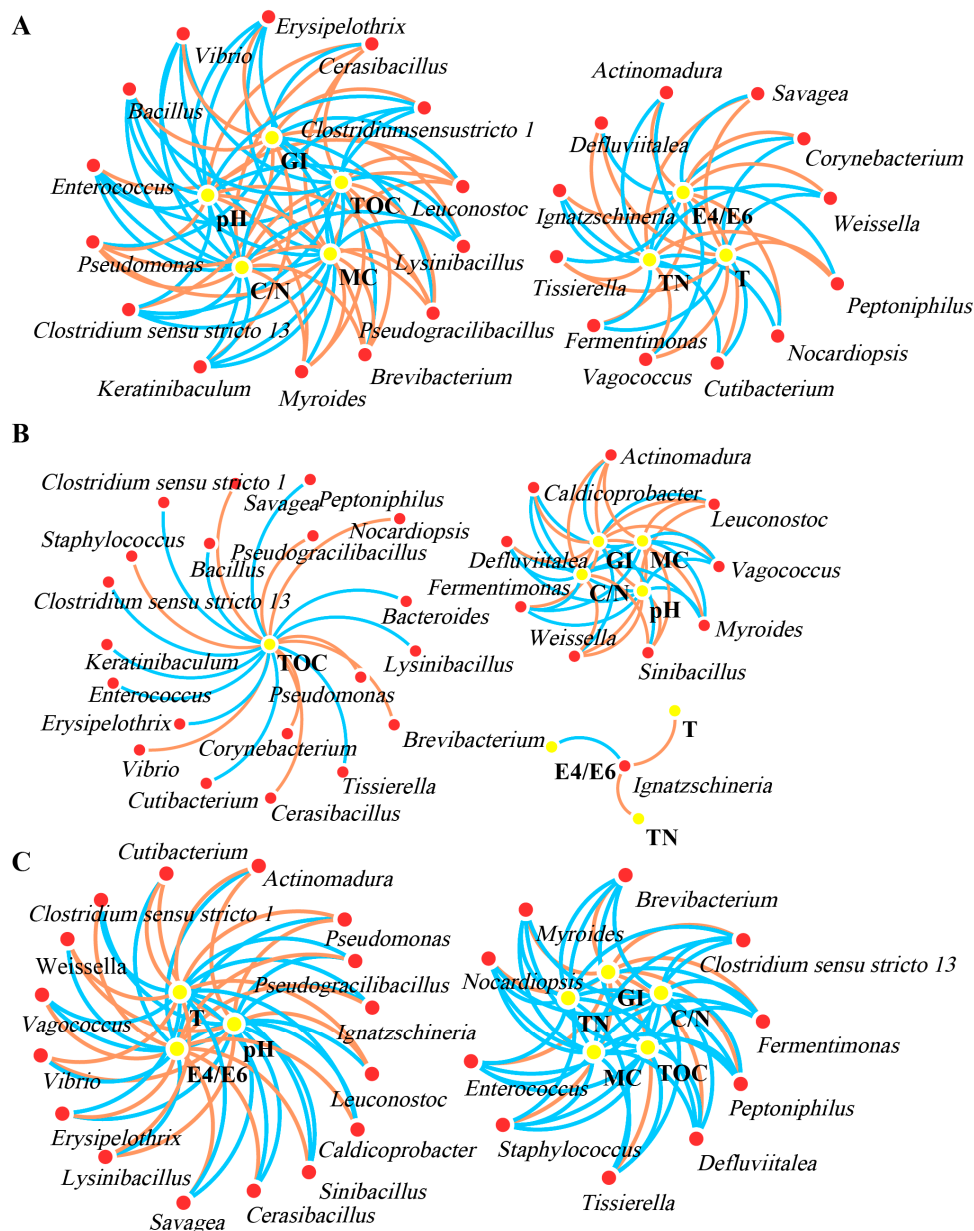 A
Erysipelothrix
Vibrio
Cerasibacillus
Bacillus
Clostridiumsensustricto 1
GI
Enterococcus
TOC
Leuconostoc
pH
Pseudomonas
Lysinibacillus
C/N
MC
Clostridium sensu stricto 13
Pseudogracilibacillus
Keratinibaculum
Myroides
Brevibacterium
Actinomadura
Savagea
Defluviitalea
Corynebacterium
Ignatzschineria
E4/E6
Weissella
Tissierella
TN
T
Peptoniphilus
Fermentimonas
Nocardiopsis
Vagococcus
Cutibacterium
B
Clostridium sensu stricto 1
Savagea
Peptoniphilus
Staphylococcus
Nocardiopsis
Bacillus
Pseudogracilibacillus
Clostridium sensu stricto 13
Bacteroides
Keratinibaculum
TOC
Lysinibacillus
Enterococcus
Pseudomonas
Erysipelothrix
Corynebacterium
Brevibacterium
Vibrio
Cutibacterium
Tissierella
Cerasibacillus
Actinomadura
Caldicoprobacter
Leuconostoc
Defluviitalea
GI
MC
Vagococcus
Fermentimonas
C/N
pH
Myroides
Weissella
Sinibacillus
T
E4/E6
Ignatzschineria
TN
C
Cutibacterium
Actinomadura
Clostridium sensu stricto 1
Pseudomonas
Weissella
Pseudogracilibacillus
Vagococcus
T
Ignatzschineria
pH
Vibrio
E4/E6
Leuconostoc
Erysipelothrix
Caldicoprobacter
Lysinibacillus
Sinibacillus
Savagea
Cerasibacillus
Brevibacterium
Myroides
Clostridium sensu stricto 13
Nocardiopsis
GI
C/N
TN
Fermentimonas
Enterococcus
MC
TOC
Peptoniphilus
Staphylococcus
Defluviitalea
Tissierella